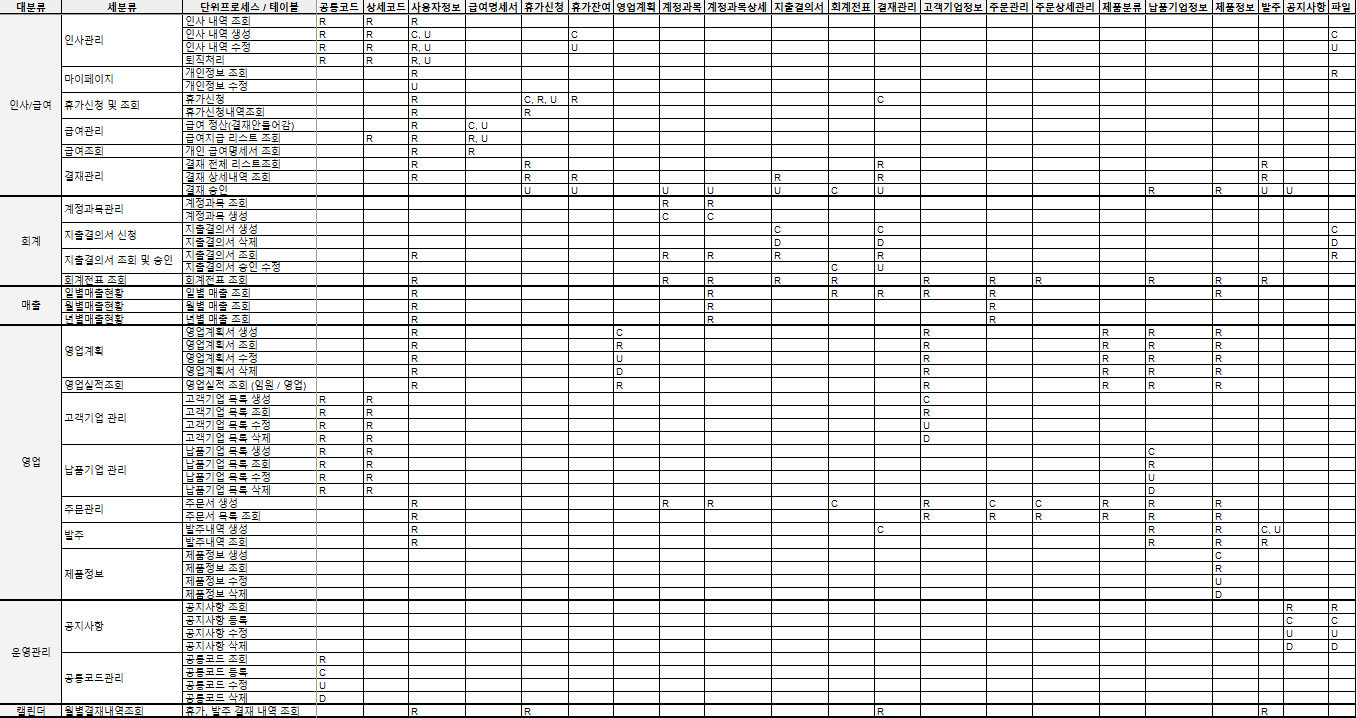 대분류 세분류 단위프로세스 / 테이블 공통코드 상세코드 사용자정보 급여명세서 휴가신청 휴가잔여 영업계획 계정과목 계정과목상세 지출결의서 회계전표 결재관리 고객기업정보 주문관리 주문상세관리 제품분류 납품기업정보 제품정보 발주 공지사항 파일
인사/급여 인사관리 인사 내역 조회 R R R
인사 내역 생성 R R C, U C C
인사 내역 수정 R R R, U U U
퇴직처리 R R R, U
마이페이지 개인정보 조회 R R
개인정보 수정 U
휴가신청 및 조회 휴가신청 R C, R, U R C
휴가신청내역조회 R R
급여관리 급여 정산(결재안들어감) R C, U
급여지급 리스트 조회 R R R, U
급여조회 개인 급여명세서 조회 R R
결재관리 결재 전체 리스트조회 R R R R
결재 상세내역 조회 R R R R R R
결재 승인 U U U U U C U R R U U
회계 계정과목관리 계정과목 조회 R R
계정과목 생성 C C
지출결의서 신청 지출결의서 생성 C C C
지출결의서 삭제 D D D
지출결의서 조회 및 승인 지출결의서 조회 R R R R R R
지출결의서 승인 수정 C U
회계전표 조회 회계전표 조회 R R R R R R R R R R R
매출 일별매출현황 일별 매출 조회 R R R R R R R
월별매출현황 월별 매출 조회 R R R
년별매출현황 년별 매출 조회 R R R
영업 영업계획 영업계획서 생성 R C R R R R
영업계획서 조회 R R R R R R
영업계획서 수정 R U R R R R
영업계획서 삭제 R D R R R R
영업실적조회 영업실적 조회 (임원 / 영업) R R R R R R
고객기업 관리 고객기업 목록 생성 R R C
고객기업 목록 조회 R R R
고객기업 목록 수정 R R U
고객기업 목록 삭제 R R D
납품기업 관리 납품기업 목록 생성 R R C
납품기업 목록 조회 R R R
납품기업 목록 수정 R R U
납품기업 목록 삭제 R R D
주문관리 주문서 생성 R R R C R C C R R R
주문서 목록 조회 R R R R R R R
발주 발주내역 생성 R C R R C, U
발주내역 조회 R R R R
제품정보 제품정보 생성 C
제품정보 조회 R
제품정보 수정 U
제품정보 삭제 D
운영관리 공지사항 공지사항 조회 R R
공지사항 등록 C C
공지사항 수정 U U
공지사항 삭제 D D
공통코드관리 공통코드 조회 R
공통코드 등록 C
공통코드 수정 U
공통코드 삭제 D
캘린더 월별결재내역조회 휴가, 발주 결재 내역 조회 R R R R